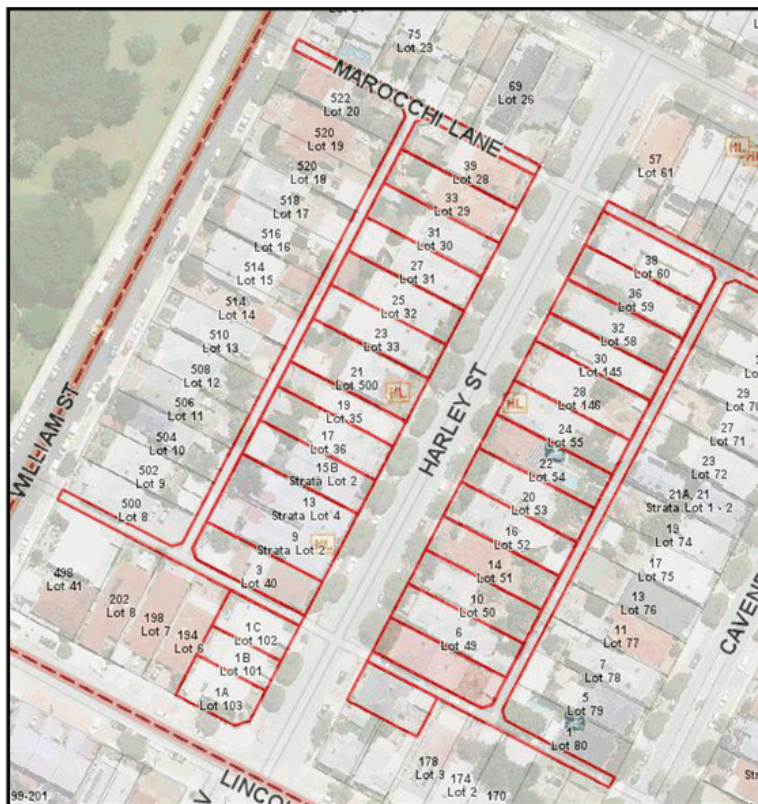 75
Lot 23
MAROCCHI LANE
69
Lot 26
522
Lot 20
520
Lot 19
520
Lot 18
518
Lot 17
516
Lot 16
514
Lot 15
514
Lot 14
510
Lot 13
508
Lot 12
506
Lot 11
504
Lot 10
502
Lot 9
500
Lot 8
WILLIAM ST
39
Lot 28
33
Lot 29
31
Lot 30
27
Lot 31
25
Lot 32
23
Lot 33
21
Lot 500
19
Lot 35
17
Lot 36
15B
Strata Lot 2
13
Strata Lot 4
9
Strata Lot 2
3
Lot 40
1C
Lot 102
1B
Lot 101
1A
Lot 103
HL
HL
HARLEY ST
HL
HL
57
Lot 61
38
Lot 60
36
Lot 59
32
Lot 58
30
Lot 145
28
Lot 146
24
Lot 55
22
Lot 54
20
Lot 53
16
Lot 52
14
Lot 51
10
Lot 50
6
Lot 49
29
27
Lot 71
23
Lot 72
21A, 21
Strata Lot 1 - 2
19
Lot 74
17
Lot 75
13
Lot 76
11
Lot 77
7
Lot 78
5
Lot 79
1
Lot 80
498
Lot 41
202
Lot 8
198
Lot 7
194
Lot 6
178
Lot 3
174
Lot 2
170
99-201